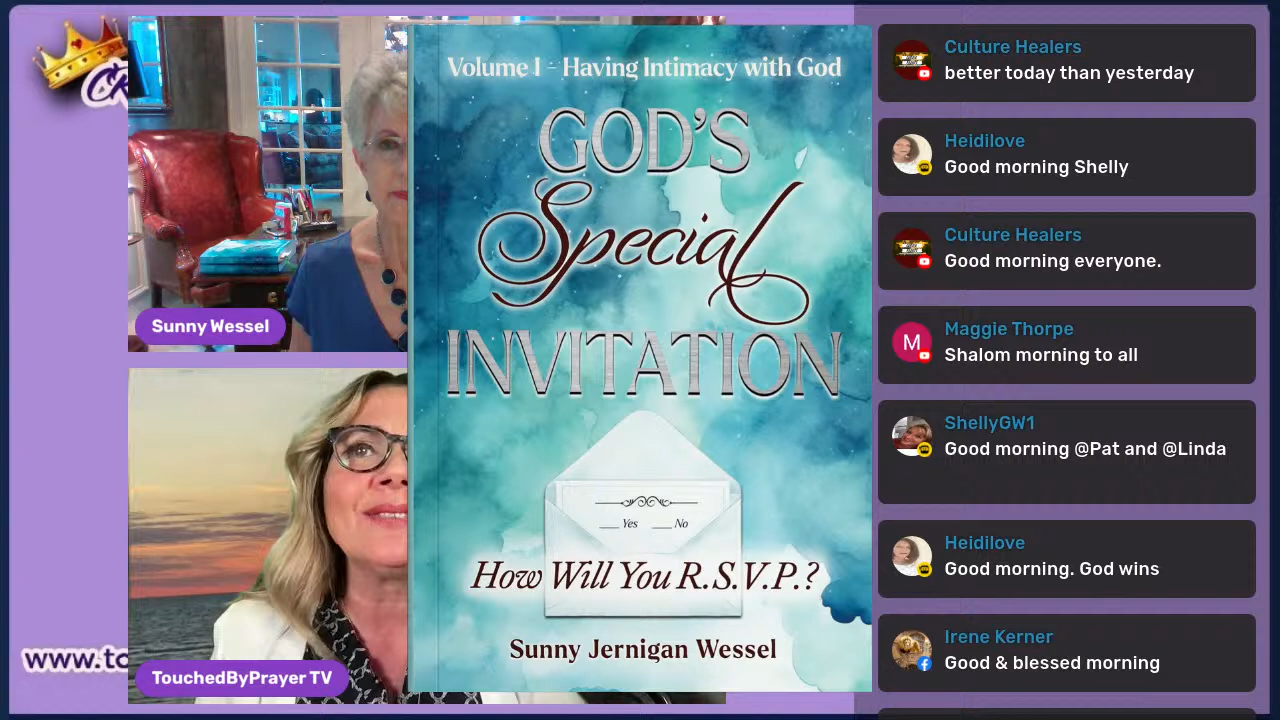 Sunny Wessel
TouchedByPrayer TV
Volume I - Having Intimacy with God
GOD'S
Special
INVITATION
Yes No
How Will You R.S.V.P.?
Sunny Jernigan Wessel
Culture Healers
better today than yesterday
Heidilove
Good morning Shelly
Culture Healers
Good morning everyone.
M
Maggie Thorpe
Shalom morning to all
ShellyGW1
Good morning @Pat and @Linda
Heidilove
Good morning. God wins
Irene Kerner
Good & blessed morning